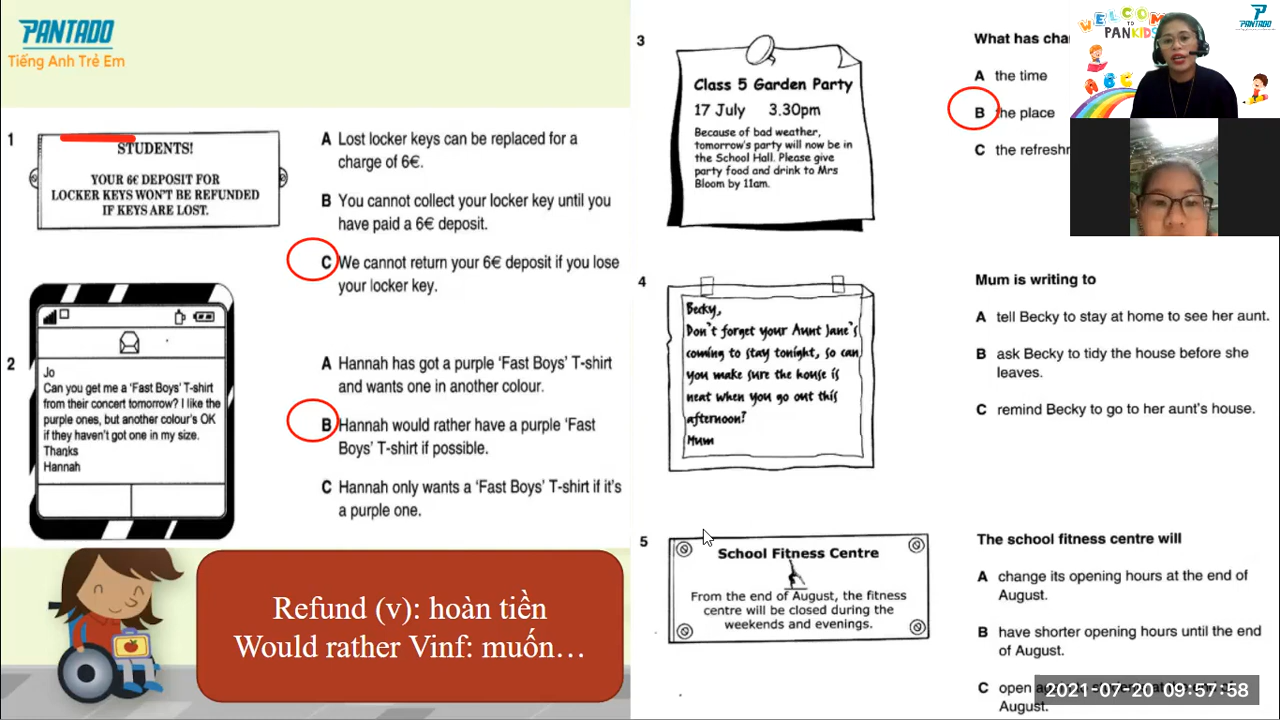 PANTADO
Tiếng Anh Trẻ Em
1
STUDENTS!
YOUR 6€ DEPOSIT FOR
LOCKER KEYS WON'T BE REFUNDED
IF KEYS ARE LOST.
A Lost locker keys can be replaced for a
charge of 6€.
B You cannot collect your locker key until you
have paid a 6€ deposit.
C We cannot return your 6€ deposit if you lose
your locker key.
2
Jo
Can you get me a 'Fast Boys' T-shirt
from their concert tomorrow? I like the
purple ones, but another colour's OK
if they haven't got one in my size.
Thanks
Hannah
A Hannah has got a purple 'Fast Boys' T-shirt
and wants one in another colour.
B Hannah would rather have a purple 'Fast
Boys' T-shirt if possible.
C Hannah only wants a 'Fast Boys' T-shirt if it's
a purple one.
Refund (v): hoàn tiền
Would rather Vinf: muốn…
3
Class 5 Garden Party
17 July 3.30pm
Because of bad weather,
tomorrow's party will now be in
the School Hall. Please give
party food and drink to Mrs
Bloom by 11am.
What has
A the time
B the place
C the
4
Becky,
Don't forget your Aunt Jane's
coming to stay tonight, so can
you make sure the house is
neat when you go out this
afternoon?
Mum
Mum is writing to
A tell Becky to stay at home to see her aunt.
B ask Becky to tidy the house before she
leaves.
C remind Becky to go to her aunt's house.
5
School Fitness Centre
From the end of August, the fitness
centre will be closed during the
weekends and evenings.
The school fitness centre will
A change its opening hours at the end of
August.
B have shorter opening hours until the end
of August.
C open
August.
WELCOM
TO
PANKIDS
ABC
PANTADO
2021-07-20 09:57:58